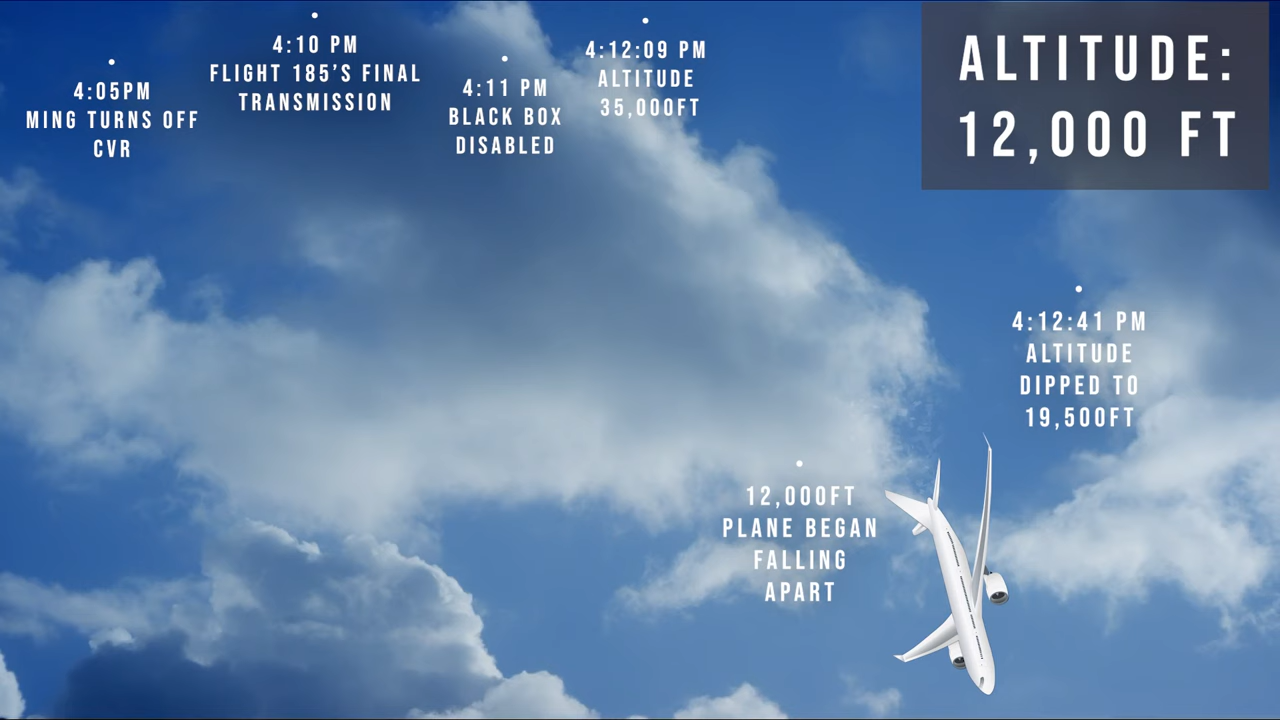 4:05PM
MING TURNS OFF
CVR
4:10 PM
FLIGHT 185'S FINAL
TRANSMISSION
4:11 PM
BLACK BOX
DISABLED
4:12:09 PM
ALTITUDE
35,000FT
ALTITUDE:
12,000 FT
4:12:41 PM
ALTITUDE
DIPPED TO
19,500FT
12,000FT
PLANE BEGAN
FALLING
APART